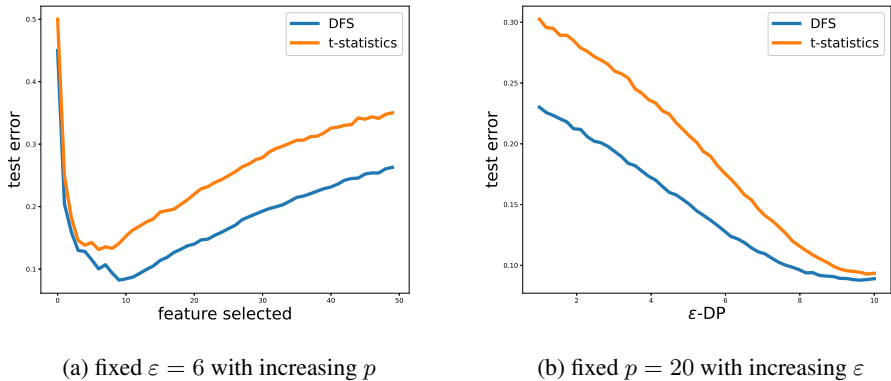 DFS
t-statistics
0.5
0.4
0.3
0.2
0.1
test error
0 10 20 30 40 50
feature selected
(a) fixed ε = 6 with increasing p
DFS
t-statistics
0.30
0.25
0.20
0.15
0.10
test error
2 4 6 8 10
ε-DP
(b) fixed p = 20 with increasing ε